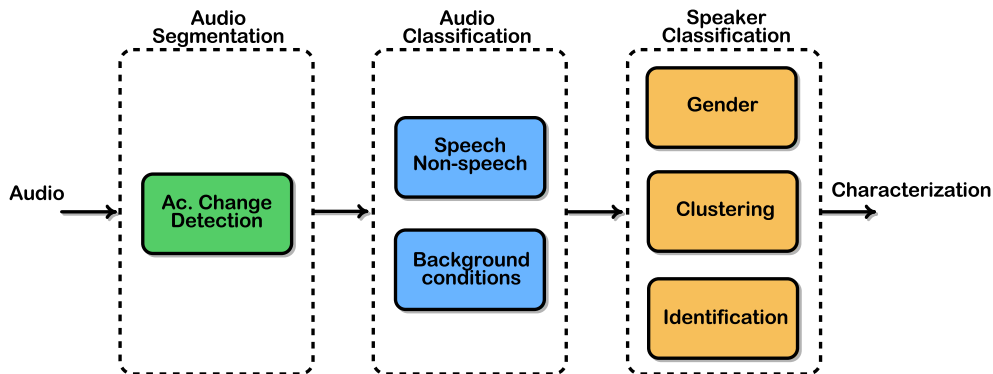 Audio
Segmentation
Audio
Classification
Speaker
Classification
Audio
Ac. Change
Detection
Speech
Non-speech
Background
conditions
Gender
Clustering
Identification
Characterization